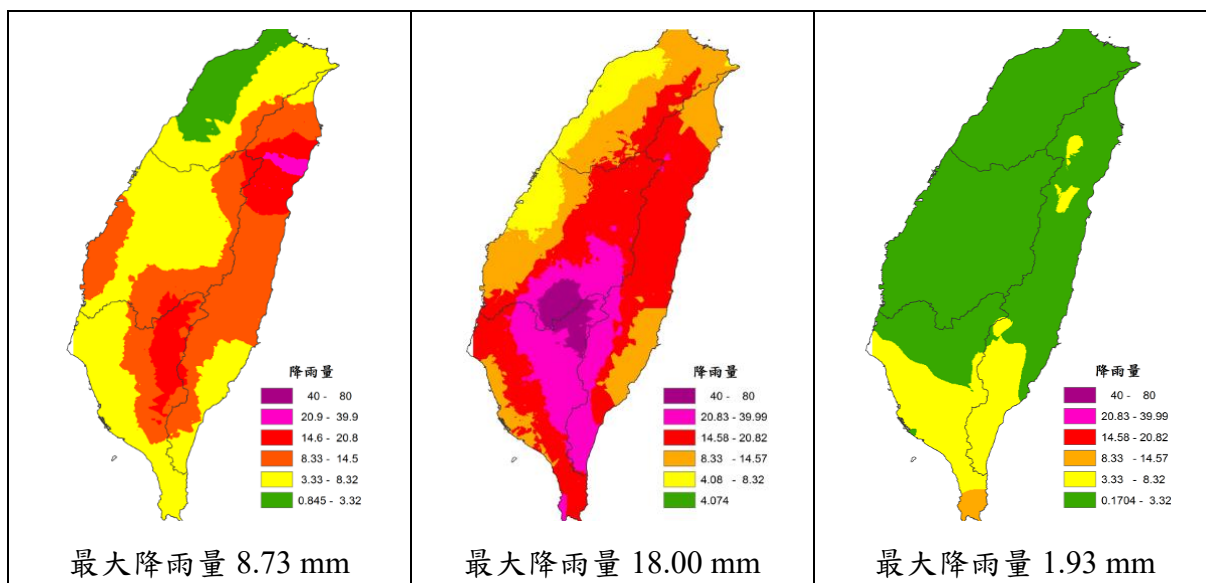 降雨量
40 - 80
20.9 - 39.9
14.6 - 20.8
8.33 - 14.5
3.33 - 8.32
0.845 - 3.32
最大降雨量 8.73 mm
降雨量
40 - 80
20.83 - 39.99
14.58 - 20.82
8.33 - 14.57
4.08 - 8.32
4.074
最大降雨量 18.00 mm
降雨量
40 - 80
20.83 - 39.99
14.58 - 20.82
8.33 - 14.57
3.33 - 8.32
0.1704 - 3.32
最大降雨量 1.93 mm